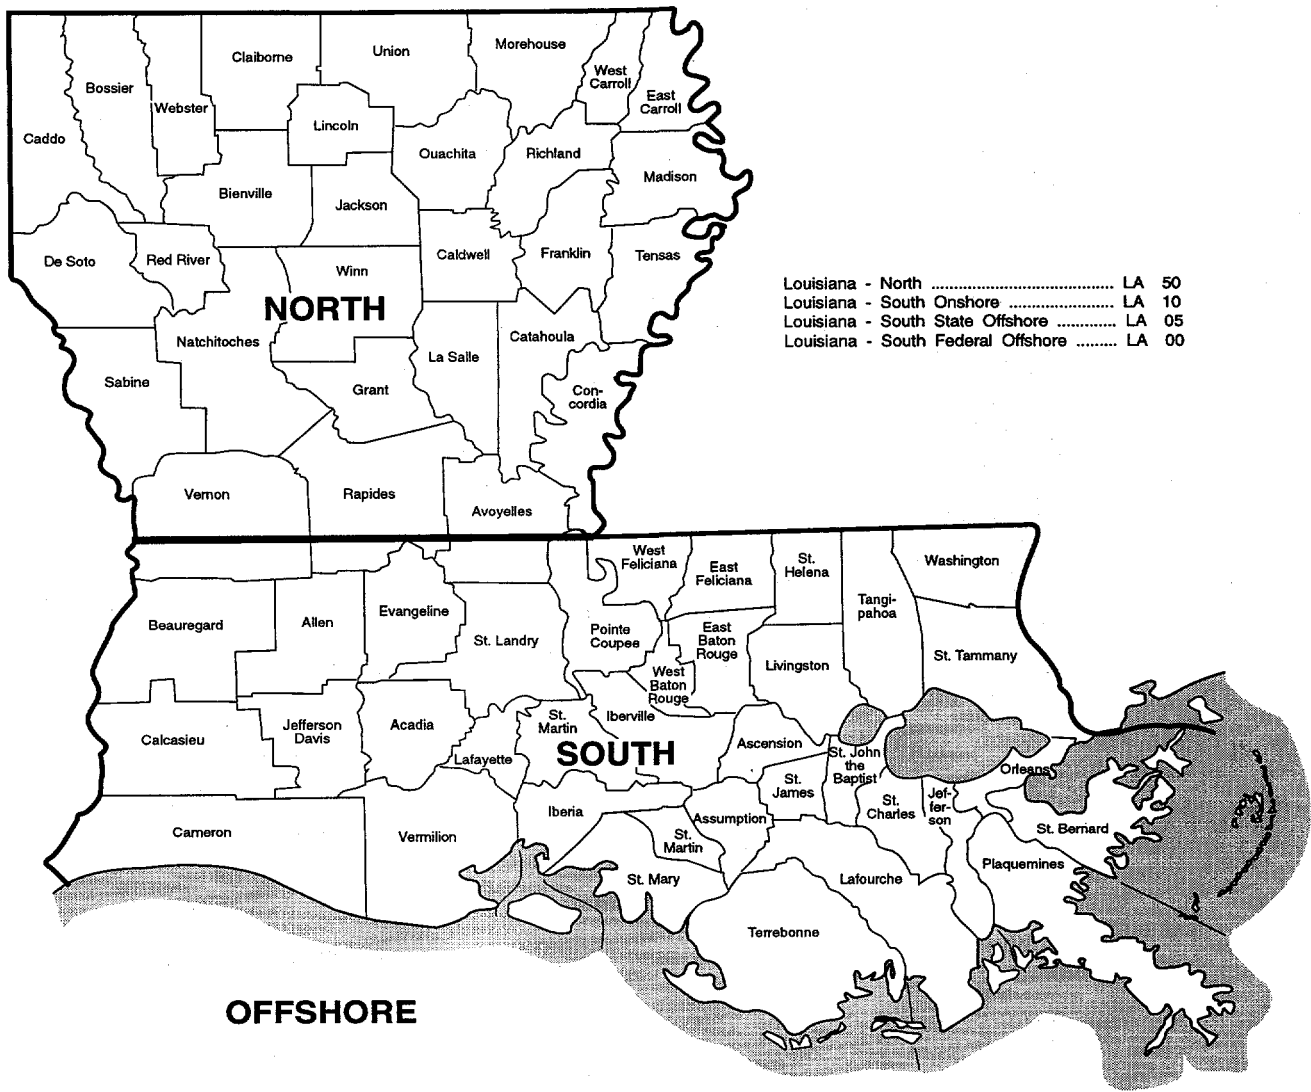 Morehouse
Union
Claiborne
West
Carroll
Bossier
Webster
East
Carroll
Lincoln
Caddo
Ouachita
Richland
Madison
Bienville
Jackson
De Soto
Red River
Caldwell
Franklin
Tensas
Winn
NORTH
Louisiana - North ........................................ LA 50
Louisiana - South Onshore ....................... LA 10
Louisiana - South State Offshore ............. LA 05
Louisiana - South Federal Offshore ......... LA 00
Natchitoches
Catahoula
La Salle
Sabine
Grant
Con-
cordia
Vernon
Rapides
Avoyelles
West
Feliciana
East
Feliciana
St.
Helena
Washington
Tangi-
pahoa
Beauregard
Allen
Evangeline
St. Landry
Pointe
Coupee
East
Baton
Rouge
Livingston
St. Tammany
West
Baton
Rouge
Calcasieu
Jefferson
Davis
Acadia
St.
Martin
Iberville
Lafayette
SOUTH
Ascension
St. John
the
Baptist
Orleans
St.
James
St.
Charles
Jef-
fer-
son
Cameron
Vermilion
Iberia
Assumption
St.
Martin
St. Bernard
Plaquemines
St. Mary
Lafourche
Terrebonne
OFFSHORE